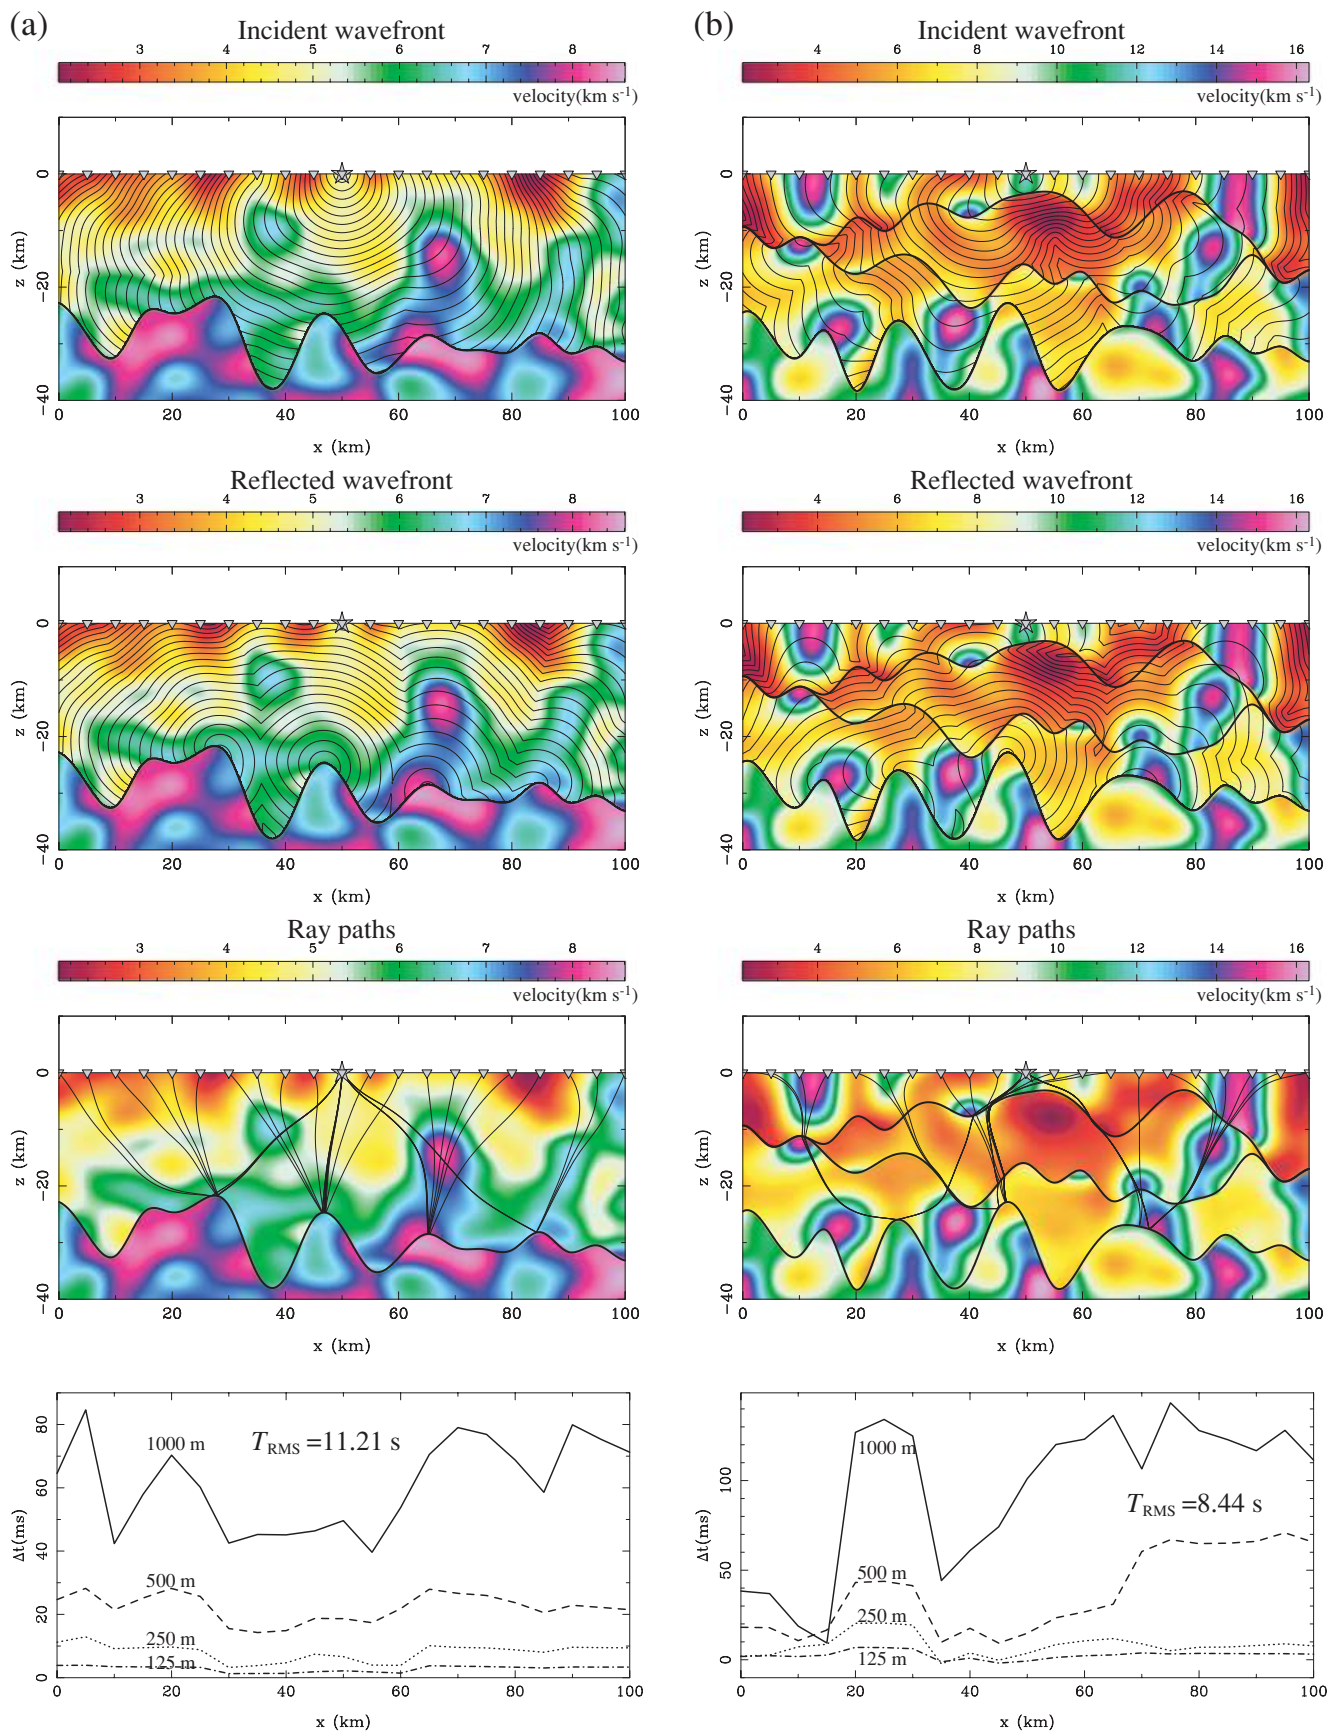 (a)
Incident wavefront
3 4 5 6 7 8
velocity(km s-1)
0
−20
−40
z (km)
0 20 40 60 80 100
x (km)
Reflected wavefront
3 4 5 6 7 8
velocity(km s-1)
0
−20
−40
z (km)
0 20 40 60 80 100
x (km)
Ray paths
3 4 5 6 7 8
velocity(km s-1)
0
−20
−40
z (km)
0 20 40 60 80 100
x (km)
80
60
40
20
0
Δt(ms)
1000 m
TRMS =11.21 s
500 m
250 m
125 m
0 20 40 60 80 100
x (km)
(b)
Incident wavefront
4 6 8 10 12 14 16
velocity(km s-1)
0
−20
−40
z (km)
0 20 40 60 80 100
x (km)
Reflected wavefront
4 6 8 10 12 14 16
velocity(km s-1)
0
−20
−40
z (km)
0 20 40 60 80 100
x (km)
Ray paths
4 6 8 10 12 14 16
velocity(km s-1)
0
−20
−40
z (km)
0 20 40 60 80 100
x (km)
100
50
0
Δt(ms)
1000 m
TRMS =8.44 s
500 m
250 m
125 m
0 20 40 60 80 100
x (km)